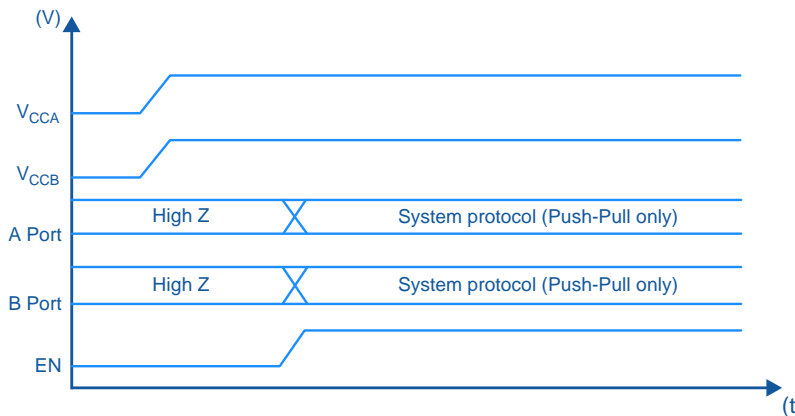 (V)
VCCA
VCCB
High Z System protocol (Push-Pull only)
A Port
High Z System protocol (Push-Pull only)
B Port
EN
(t